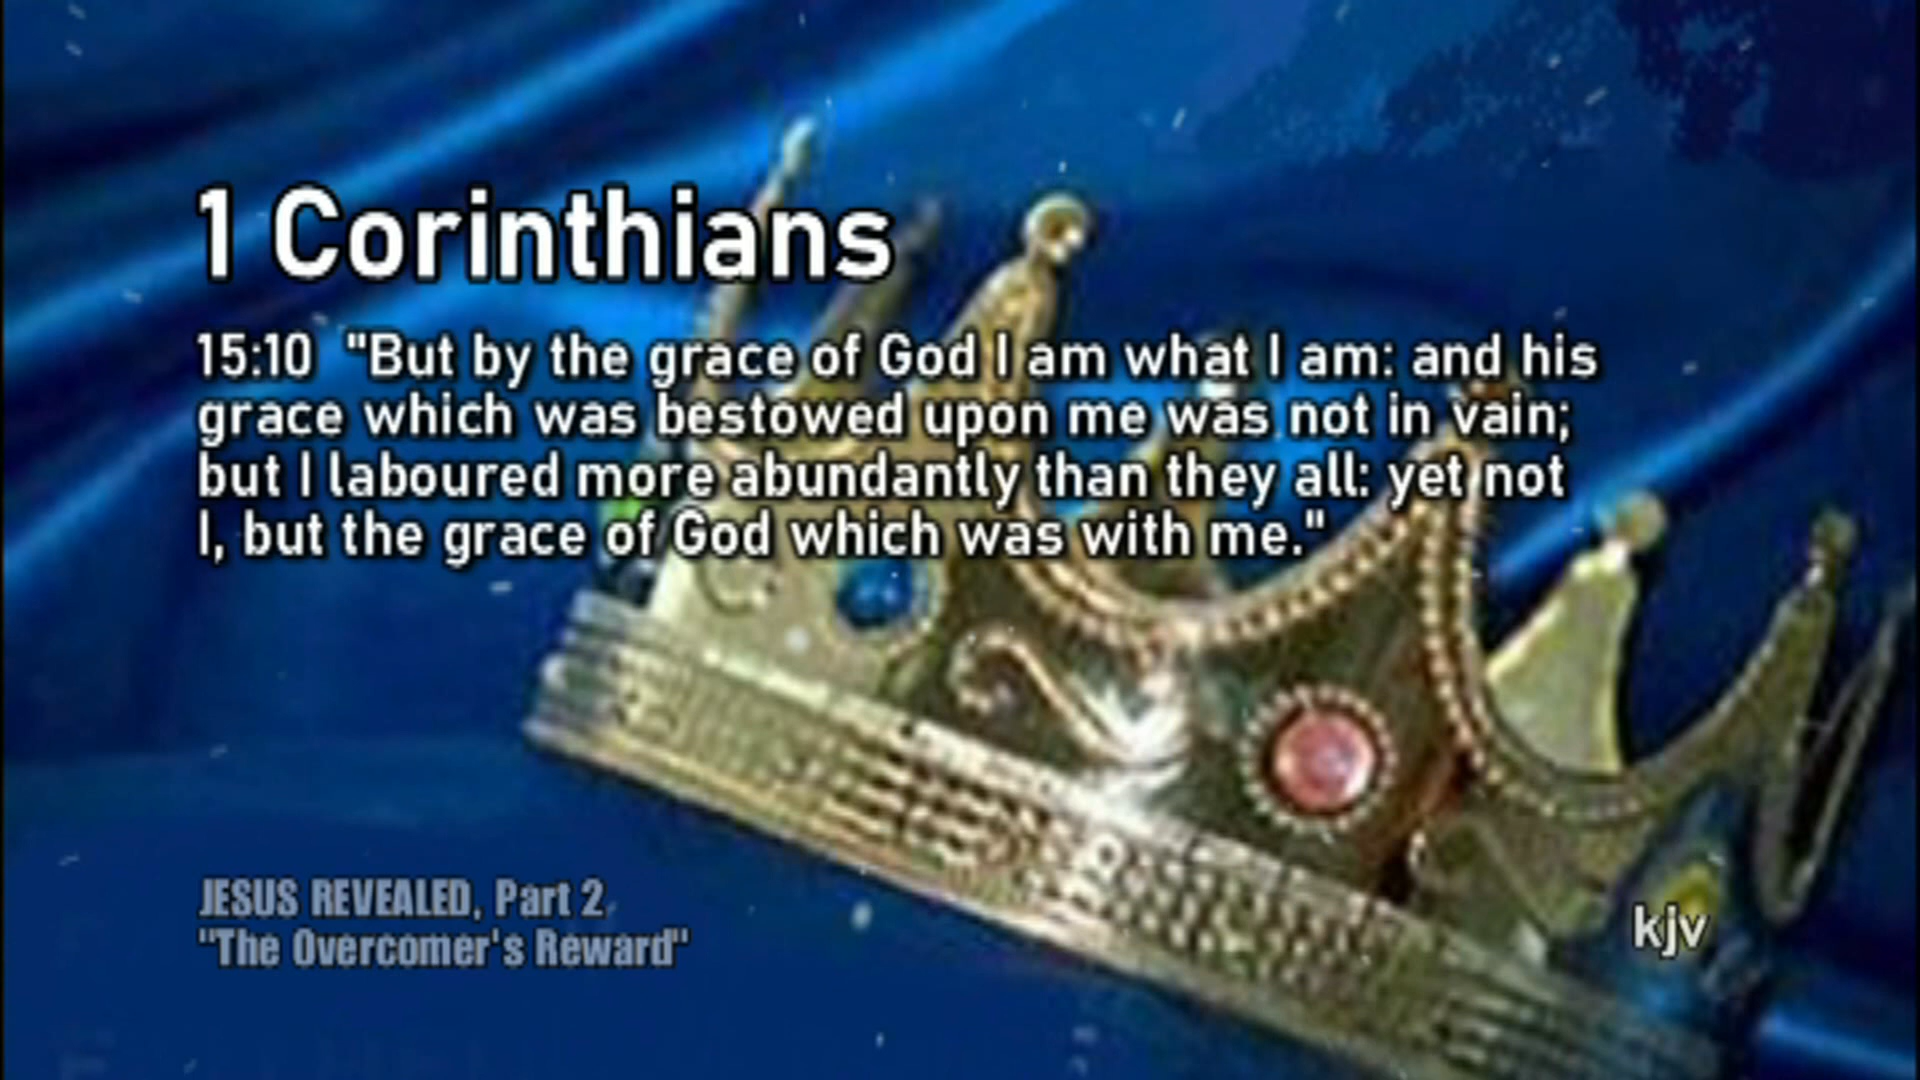 1 Corinthians
15:10 "But by the grace of God I am what I am: and his
grace which was bestowed upon me was not in vain;
but I laboured more abundantly than they all: yet not
I, but the grace of God which was with me."
JESUS REVEALED, Part 2
"The Overcomer's Reward"
kjv